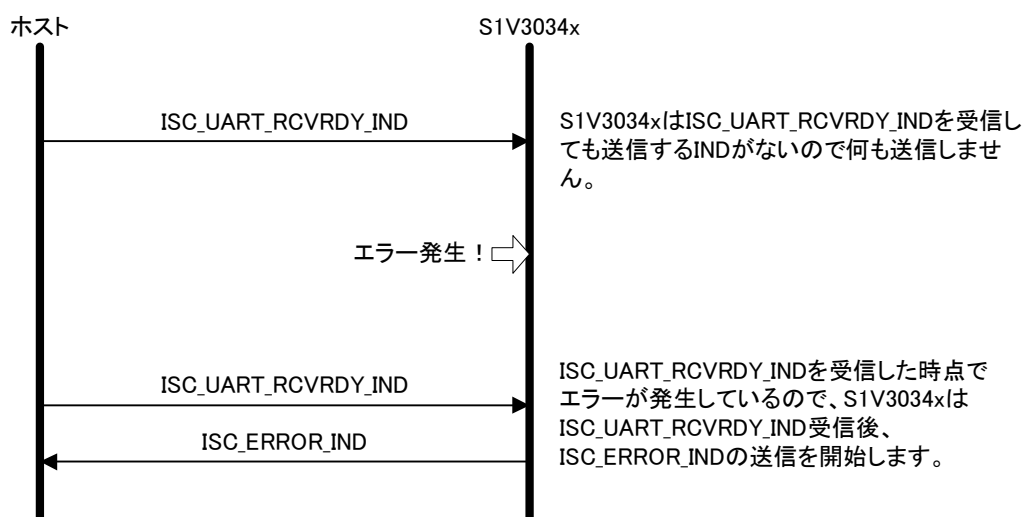 ホスト
S1V3034x
ISC_UART_RCVRDY_IND
S1V3034xはISC_UART_RCVRDY_INDを受信し
ても送信するINDがないので何も送信しませ
ん。
エラー発生！
ISC_UART_RCVRDY_IND
ISC_ERROR_IND
ISC_UART_RCVRDY_INDを受信した時点で
エラーが発生しているので、S1V3034xは
ISC_UART_RCVRDY_IND受信後、
ISC_ERROR_INDの送信を開始します。